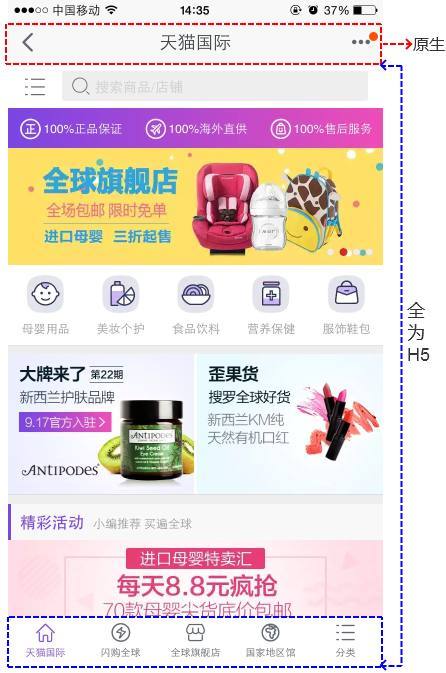 中国移动 14:35 37%
天猫国际
原生
搜索商品/店铺
正 100%正品保证 100%海外直供 100%售后服务
全球旗舰店
全场包邮 限时免单
进口母婴 三折起售
母婴用品 美妆个护 食品饮料 营养保健 服饰鞋包
全
为
H5
大牌来了 第22期
新西兰护肤品牌
9.17官方入驻 >
ANTIPODES
ANTIPODES
Kiwi Seed Oil
Eye Cream
歪果货
搜罗全球好货
新西兰KM纯
天然有机口红
精彩活动 小编推荐 买遍全球
进口母婴特卖汇
每天8.8元疯抢
70款母婴尖货底价包邮
天猫国际 闪购全球 全球旗舰店 国家地区馆 分类